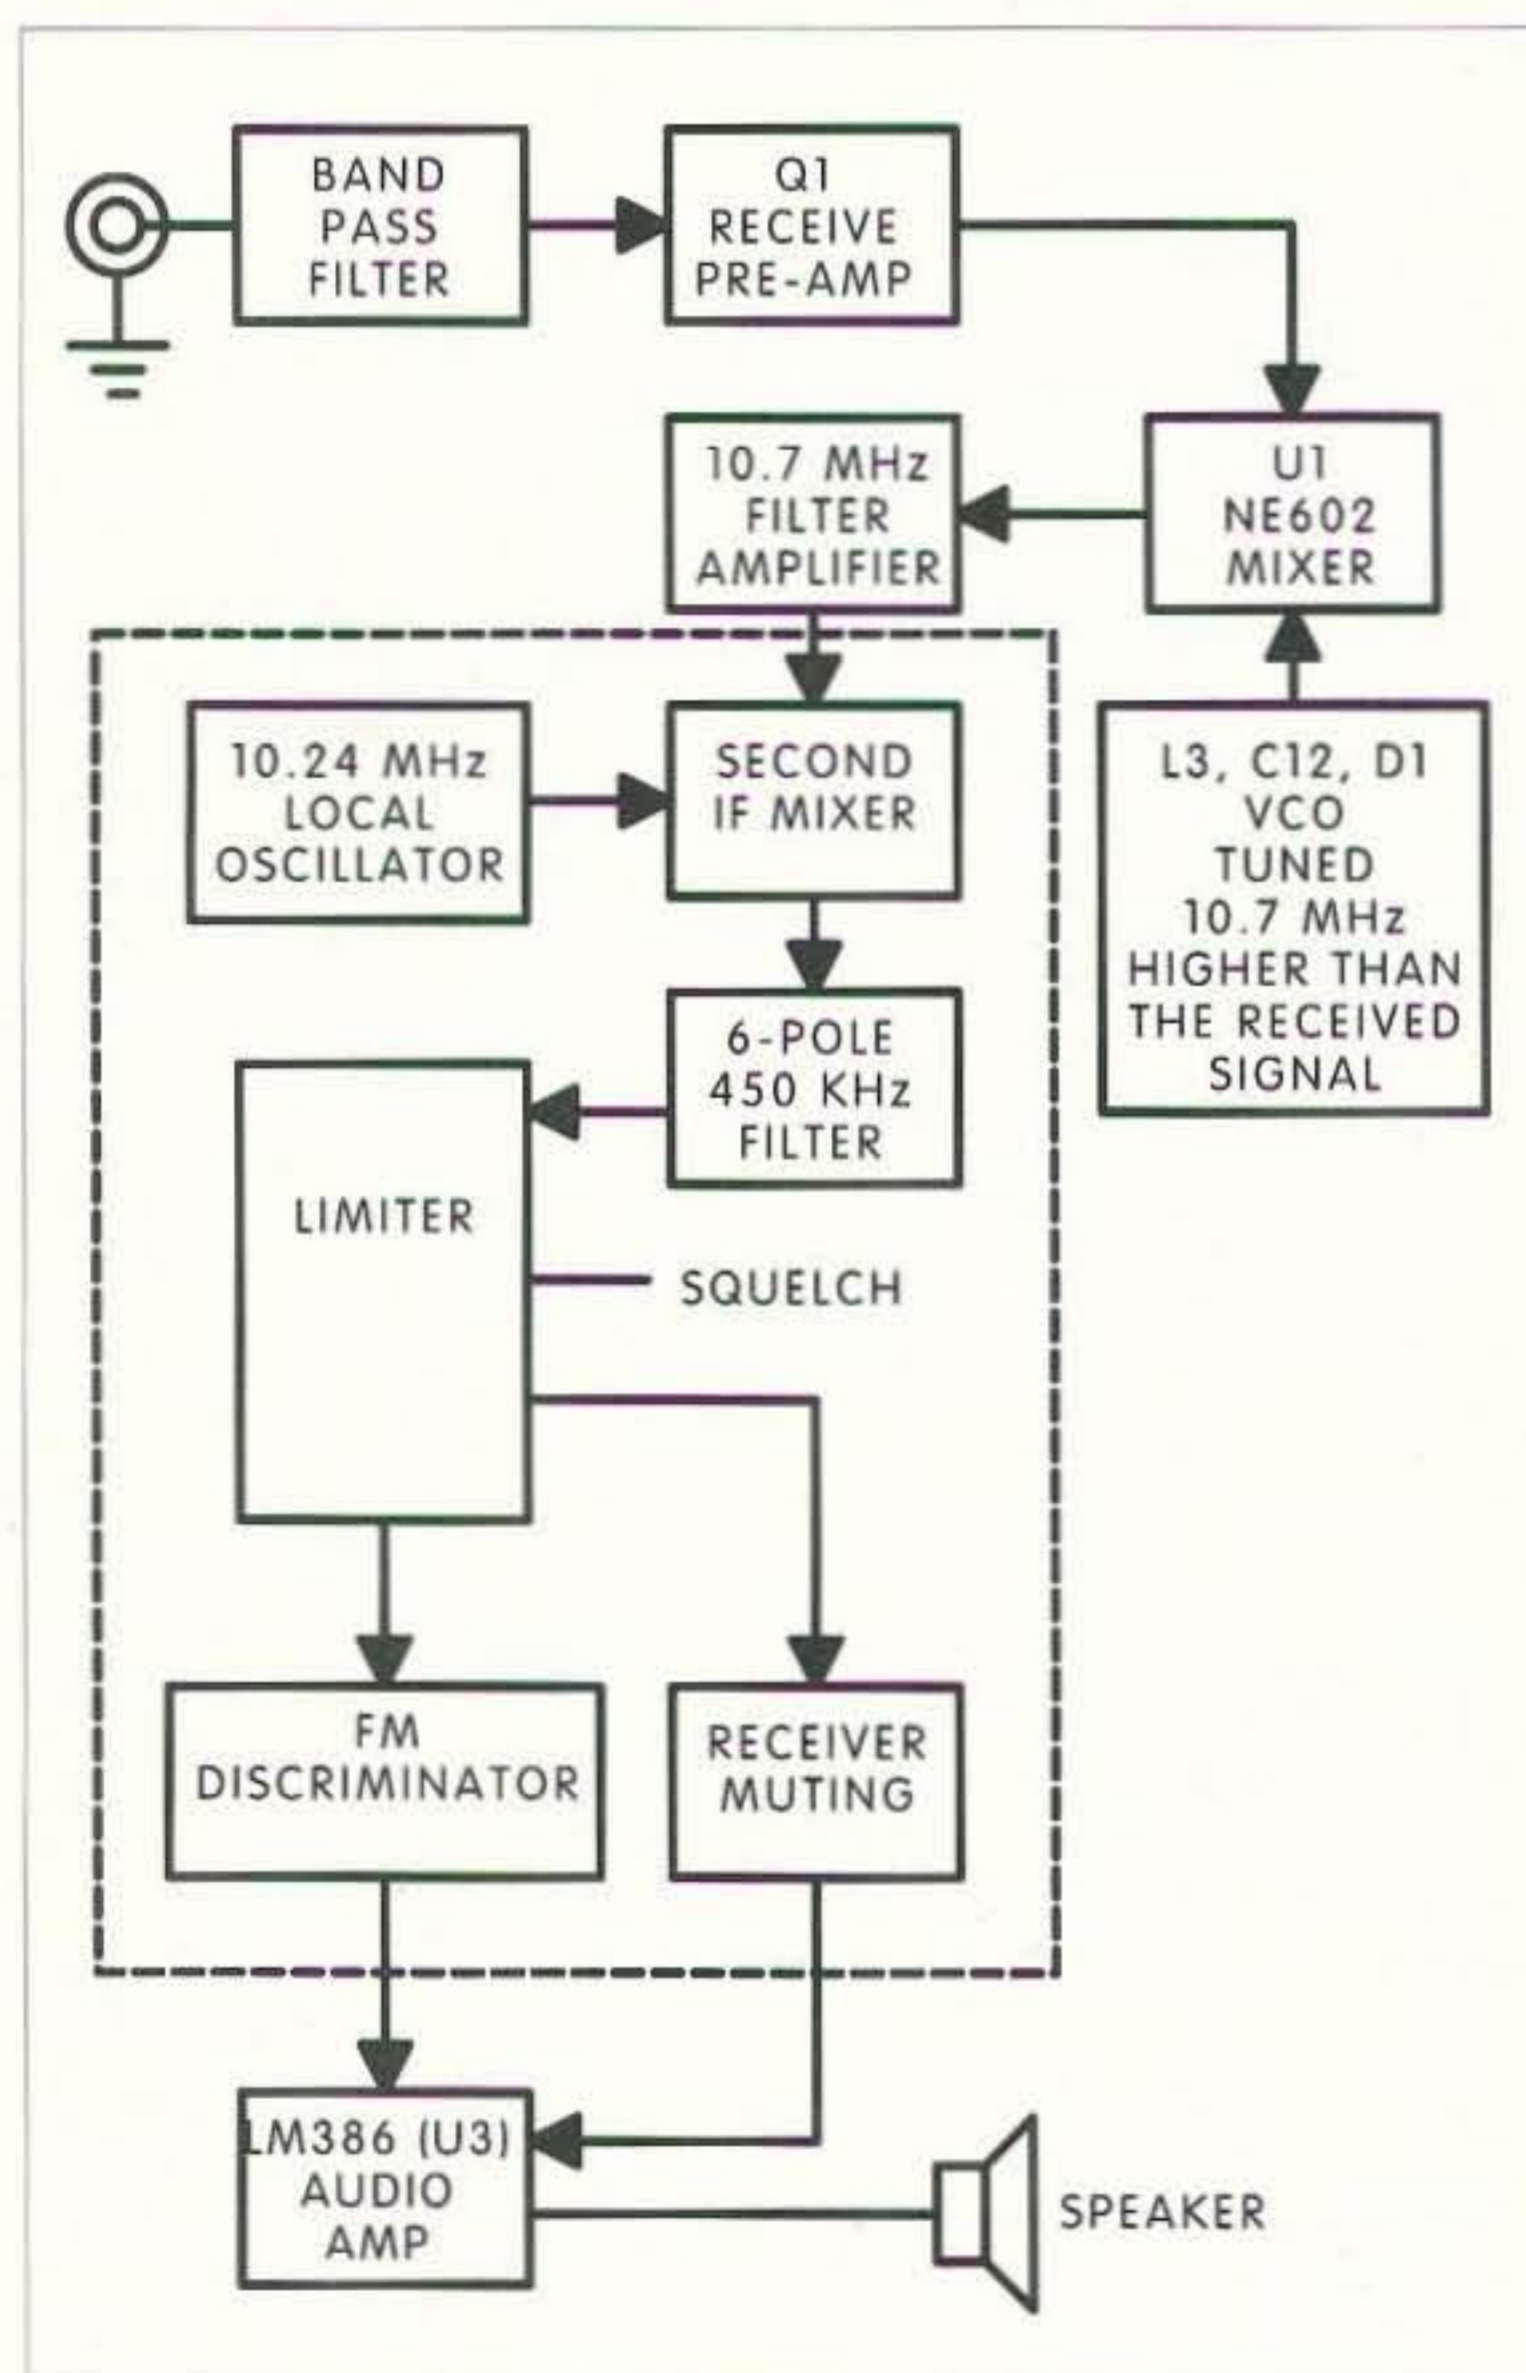 BAND
PASS
FILTER
Q1
RECEIVE
PRE-AMP
10.7 MHz
FILTER
AMPLIFIER
U1
NE602
MIXER
10.24 MHz
LOCAL
OSCILLATOR
SECOND
IF MIXER
L3, C12, D1
VCO
TUNED
10.7 MHz
HIGHER THAN
THE RECEIVED
SIGNAL
6-POLE
450 KHz
FILTER
LIMITER
SQUELCH
FM
DISCRIMINATOR
RECEIVER
MUTING
LM386 (U3)
AUDIO
AMP
SPEAKER